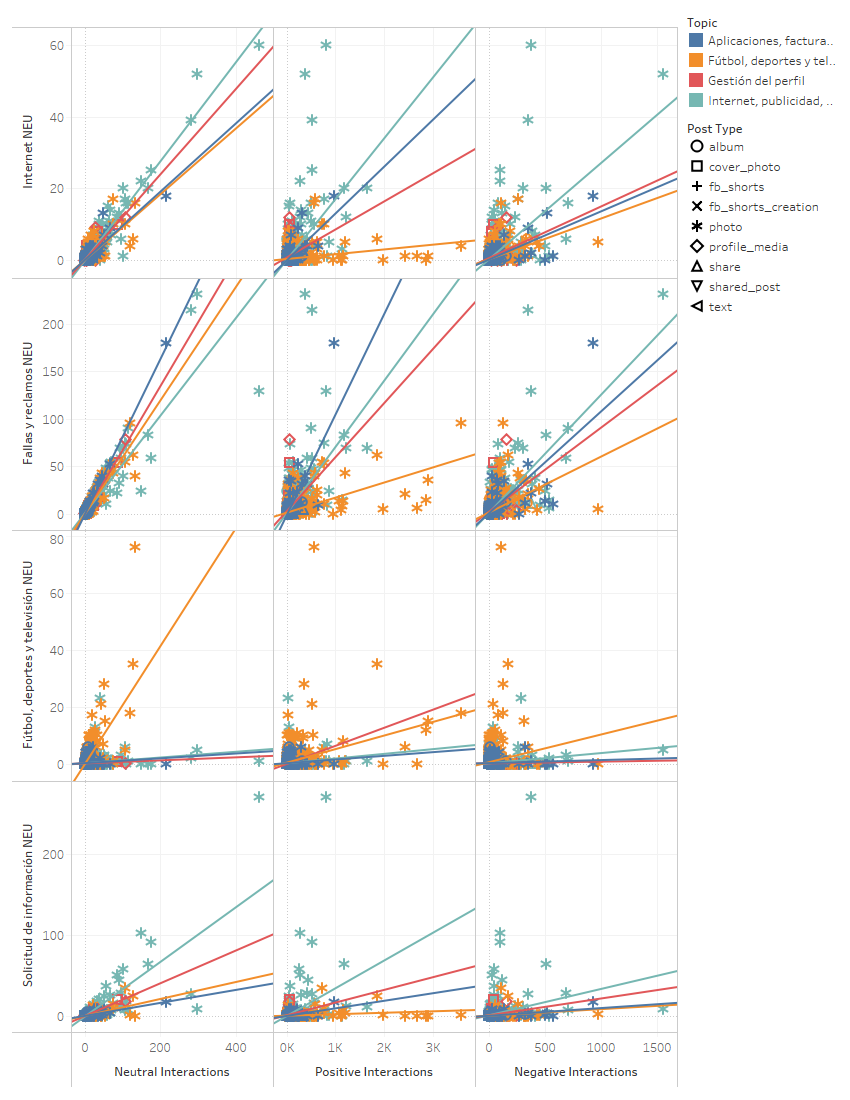 Topic
Aplicaciones, factura..
Fútbol, deportes y tel..
Gestión del perfil
Internet, publicidad, ..
Post Type
album
cover_photo
fb_shorts
fb_shorts_creation
photo
profile_media
share
shared_post
text
Internet NEU
60
40
20
0
Fallas y reclamos NEU
200
150
100
50
0
Fútbol, deportes y televisión NEU
80
60
40
20
0
Solicitud de información NEU
200
100
0
0 200 400
0K 1K 2K 3K
0 500 1000 1500
Neutral Interactions
Positive Interactions
Negative Interactions